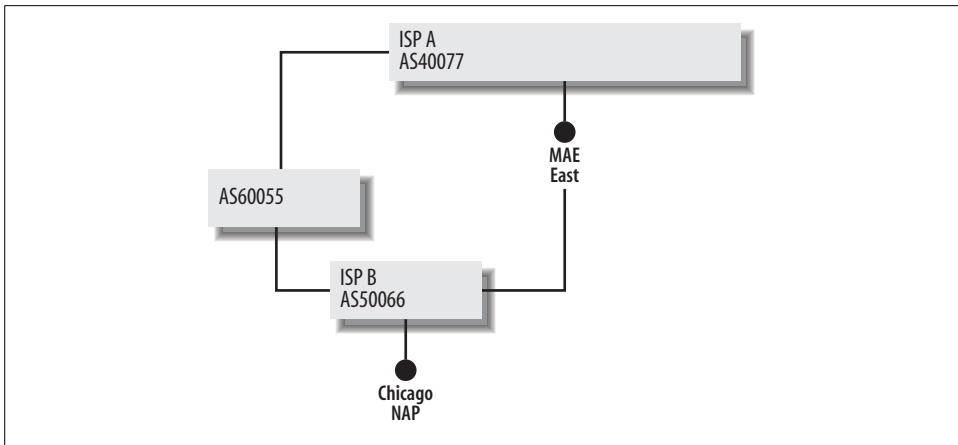 ISP A
AS40077
MAE
East
AS60055
ISP B
AS50066
Chicago
NAP